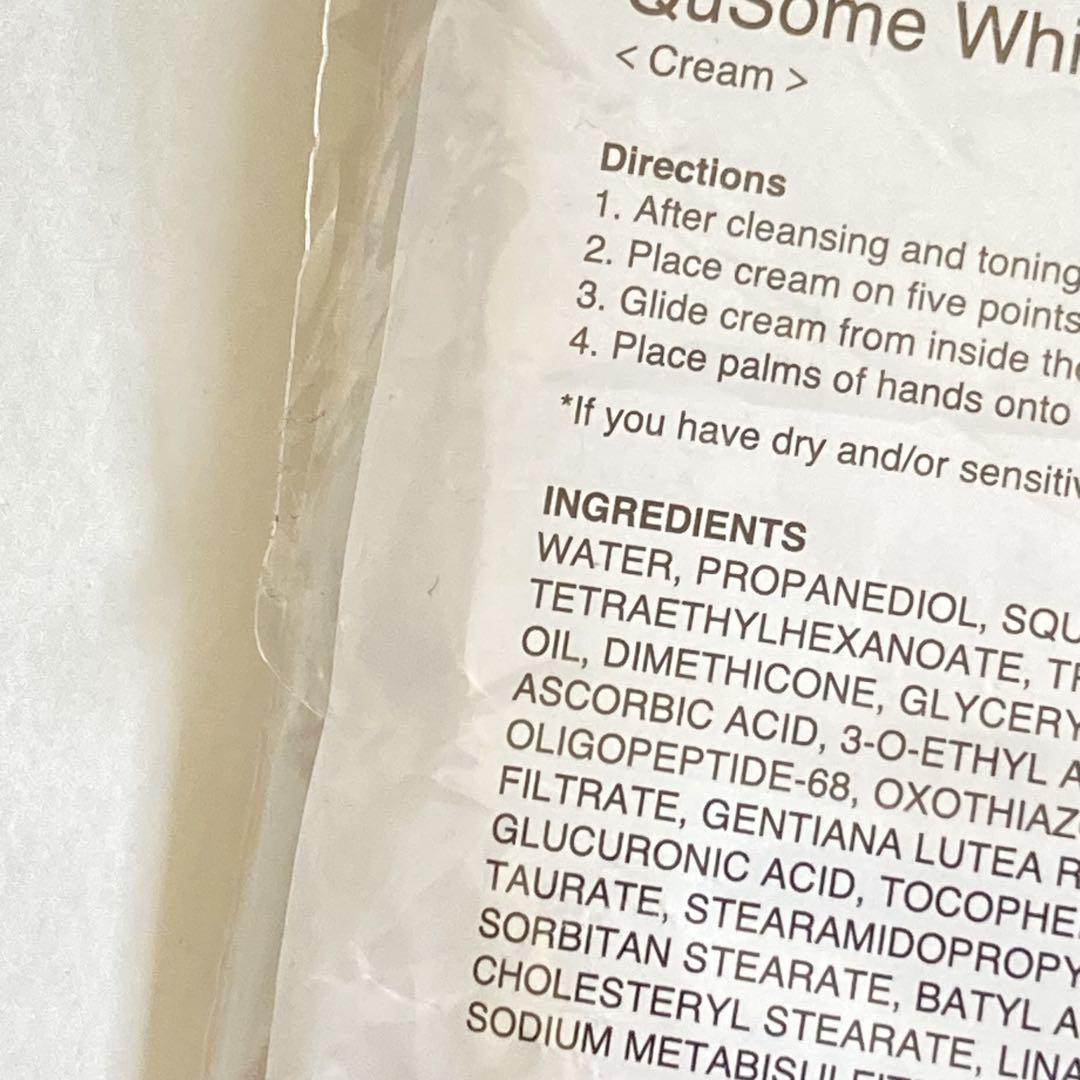 QuSome Whi
< Cream >
Directions
1. After cleansing and toning
2. Place cream on five points
3. Glide cream from inside the
4. Place palms of hands onto
*If you have dry and/or sensitiv
INGREDIENTS
WATER, PROPANEDIOL, SQU
TETRAETHYLHEXANOATE, TR
OIL, DIMETHICONE, GLYCERY
ASCORBIC ACID, 3-O-ETHYL A
OLIGOPEPTIDE-68, OXOTHIAZ
FILTRATE, GENTIANA LUTEA R
GLUCURONIC ACID, TOCOPHE
TAURATE, STEARAMIDOPROPY
SORBITAN STEARATE, BATYL A
CHOLESTERYL STEARATE, LINA
SODIUM METABISULFIT